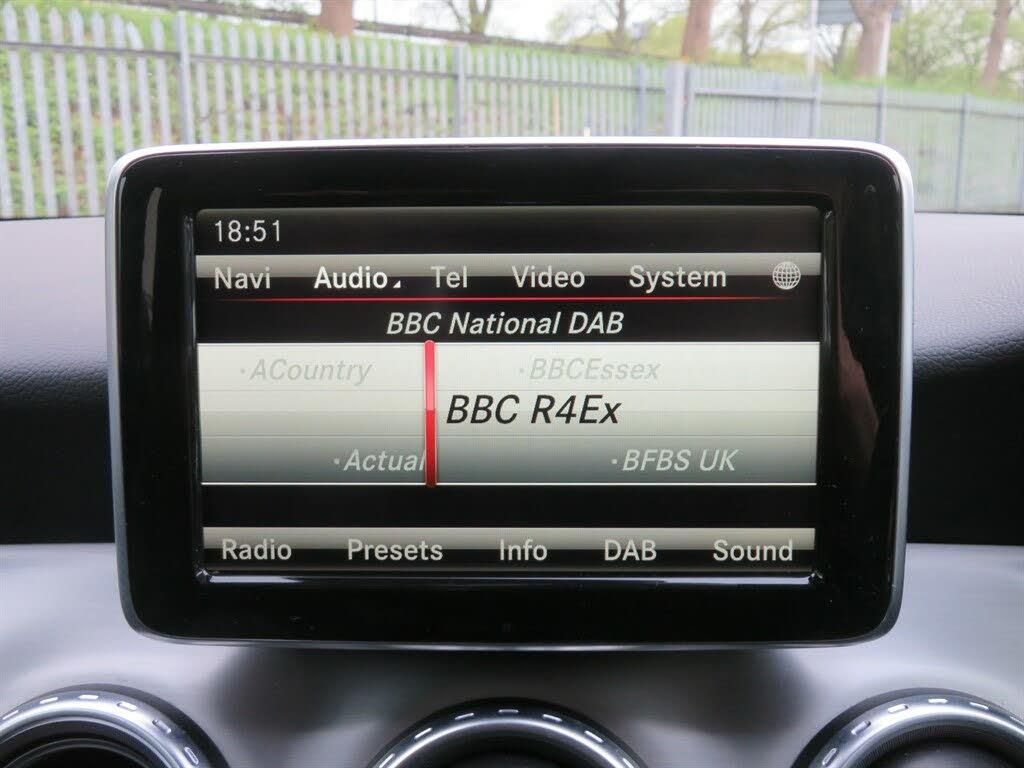 18:51
Navi Audio Tel Video System
BBC National DAB
·ACountry ·BBCEssex
BBC R4Ex
·Actual ·BFBS UK
Radio Presets Info DAB Sound